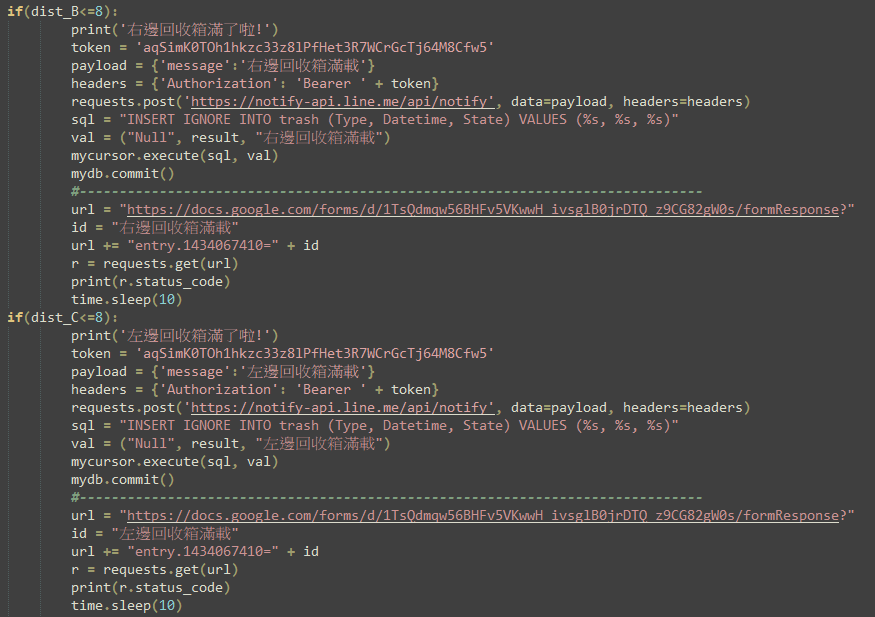 if(dist_B<=8):
print('右邊回收箱滿了啦!')
token = 'aqSimK0TOh1hkzc33z8lPfHet3R7WCrGcTj64M8Cfw5'
payload = {'message':'右邊回收箱滿載'}
headers = {'Authorization': 'Bearer ' + token}
requests.post('https://notify-api.line.me/api/notify', data=payload, headers=headers)
sql = "INSERT IGNORE INTO trash (Type, Datetime, State) VALUES (%s, %s, %s)"
val = ("Null", result, "右邊回收箱滿載")
mycursor.execute(sql, val)
mydb.commit()
#------------------------------------------------------------------------------
url = "https://docs.google.com/forms/d/1TsQdmqw56BHFv5VKwwH_ivsglB0jrDTQ_z9CG82gW0s/formResponse?"
id = "右邊回收箱滿載"
url += "entry.1434067410=" + id
r = requests.get(url)
print(r.status_code)
time.sleep(10)
if(dist_C<=8):
print('左邊回收箱滿了啦!')
token = 'aqSimK0TOh1hkzc33z8lPfHet3R7WCrGcTj64M8Cfw5'
payload = {'message':'左邊回收箱滿載'}
headers = {'Authorization': 'Bearer ' + token}
requests.post('https://notify-api.line.me/api/notify', data=payload, headers=headers)
sql = "INSERT IGNORE INTO trash (Type, Datetime, State) VALUES (%s, %s, %s)"
val = ("Null", result, "左邊回收箱滿載")
mycursor.execute(sql, val)
mydb.commit()
#------------------------------------------------------------------------------
url = "https://docs.google.com/forms/d/1TsQdmqw56BHFv5VKwwH_ivsglB0jrDTQ_z9CG82gW0s/formResponse?"
id = "左邊回收箱滿載"
url += "entry.1434067410=" + id
r = requests.get(url)
print(r.status_code)
time.sleep(10)